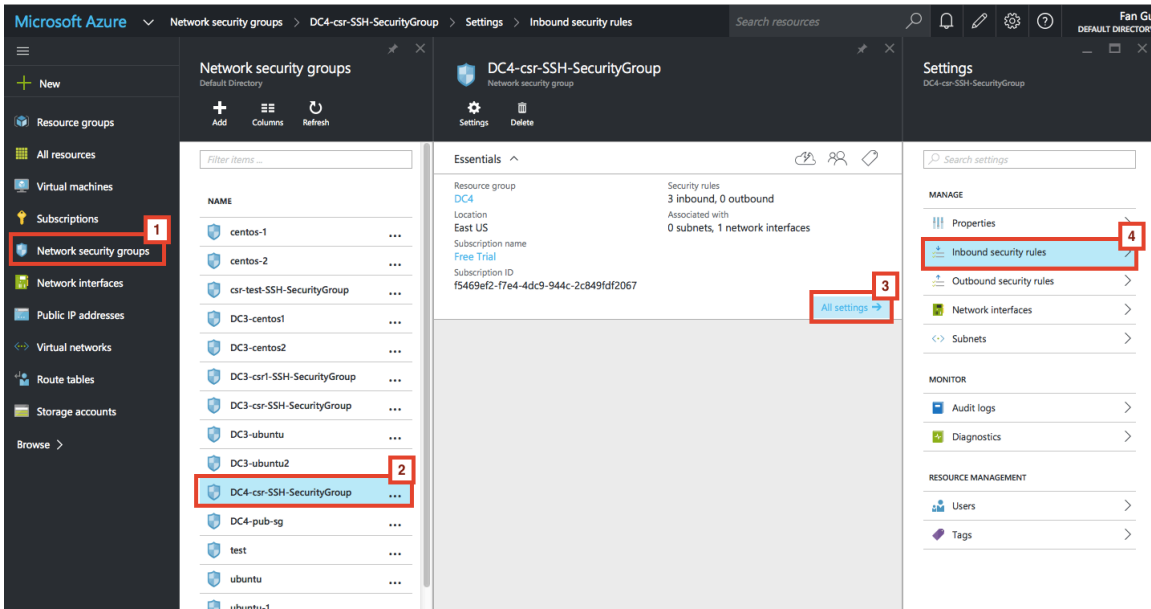 Microsoft Azure
Network security groups > DC4-csr-SSH-SecurityGroup > Settings > Inbound security rules
Search resources
Fan Gu
DEFAULT DIRECTORY
New
Resource groups
All resources
Virtual machines
Subscriptions
1
Network security groups
Network interfaces
Public IP addresses
Virtual networks
Route tables
Storage accounts
Browse >
Network security groups
Default Directory
Add Columns Refresh
Filter items ...
NAME
centos-1 ...
centos-2 ...
csr-test-SSH-SecurityGroup ...
DC3-centos1 ...
DC3-centos2 ...
DC3-csr1-SSH-SecurityGroup ...
DC3-csr-SSH-SecurityGroup ...
DC3-ubuntu ...
DC3-ubuntu2
2
DC4-csr-SSH-SecurityGroup ...
DC4-pub-sg ...
test ...
ubuntu ...
ubuntu-1
DC4-csr-SSH-SecurityGroup
Network security group
Settings Delete
Essentials
Resource group
DC4
Location
East US
Subscription name
Free Trial
Subscription ID
f5469ef2-f7e4-4dc9-944c-2c849fdf2067
Security rules
3 inbound, 0 outbound
Associated with
0 subnets, 1 network interfaces
3
All settings →
Settings
DC4-csr-SSH-SecurityGroup
Search settings
MANAGE
Properties
4
Inbound security rules
Outbound security rules
Network interfaces
Subnets
MONITOR
Audit logs
Diagnostics
RESOURCE MANAGEMENT
Users
Tags